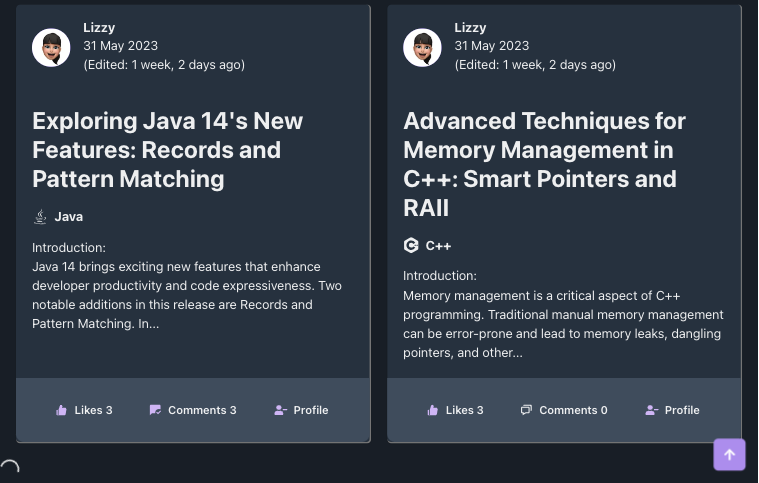 Lizzy
31 May 2023
(Edited: 1 week, 2 days ago)
Exploring Java 14's New
Features: Records and
Pattern Matching
Java
Introduction:
Java 14 brings exciting new features that enhance
developer productivity and code expressiveness. Two
notable additions in this release are Records and
Pattern Matching. In...
Likes 3
Comments 3
Profile
Lizzy
31 May 2023
(Edited: 1 week, 2 days ago)
Advanced Techniques for
Memory Management in
C++: Smart Pointers and
RAII
C++
Introduction:
Memory management is a critical aspect of C++
programming. Traditional manual memory management
can be error-prone and lead to memory leaks, dangling
pointers, and other...
Likes 3
Comments 0
Profile